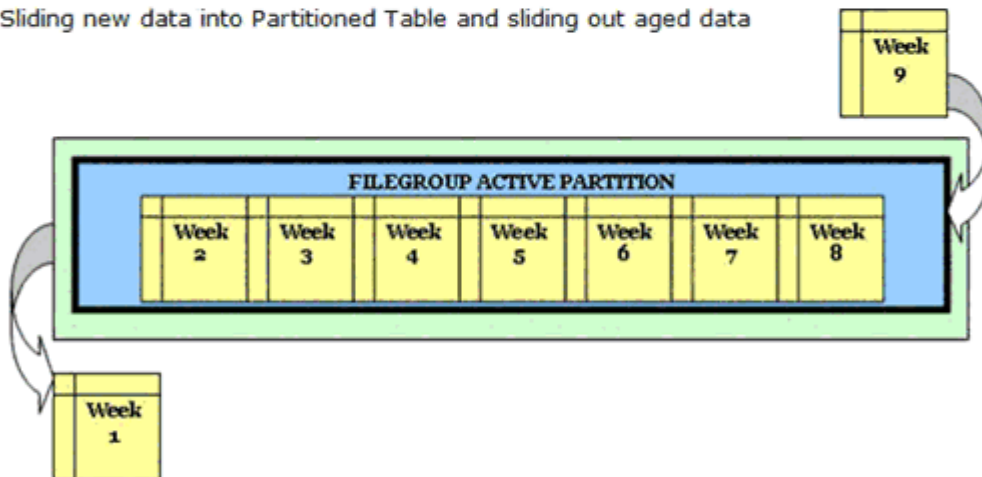 Sliding new data into Partitioned Table and sliding out aged data
Week
9
FILEGROUP ACTIVE PARTITION
Week
2
Week
3
Week
4
Week
5
Week
6
Week
7
Week
8
Week
1